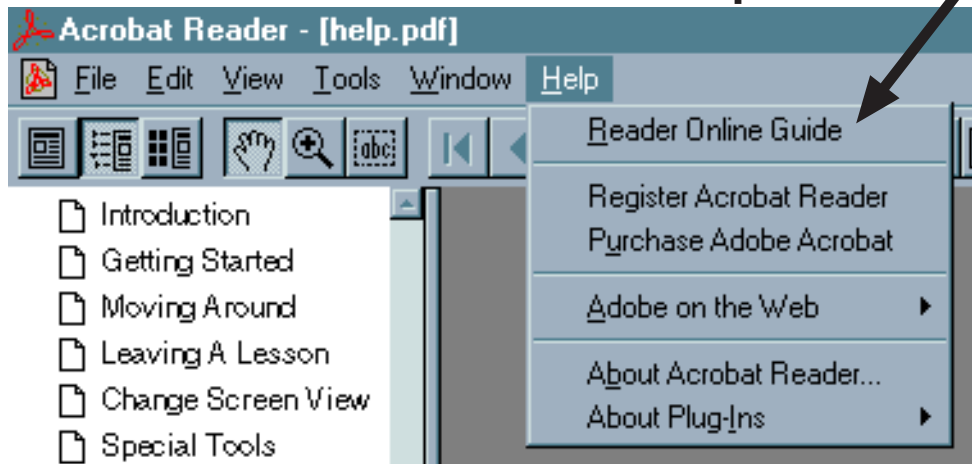 Acrobat Reader - [help.pdf]
File Edit View Tools Window Help
abc
Reader Online Guide
Register Acrobat Reader
Purchase Adobe Acrobat
Adobe on the Web
About Acrobat Reader...
About Plug-Ins
Introduction
Getting Started
Moving Around
Leaving A Lesson
Change Screen View
Special Tools